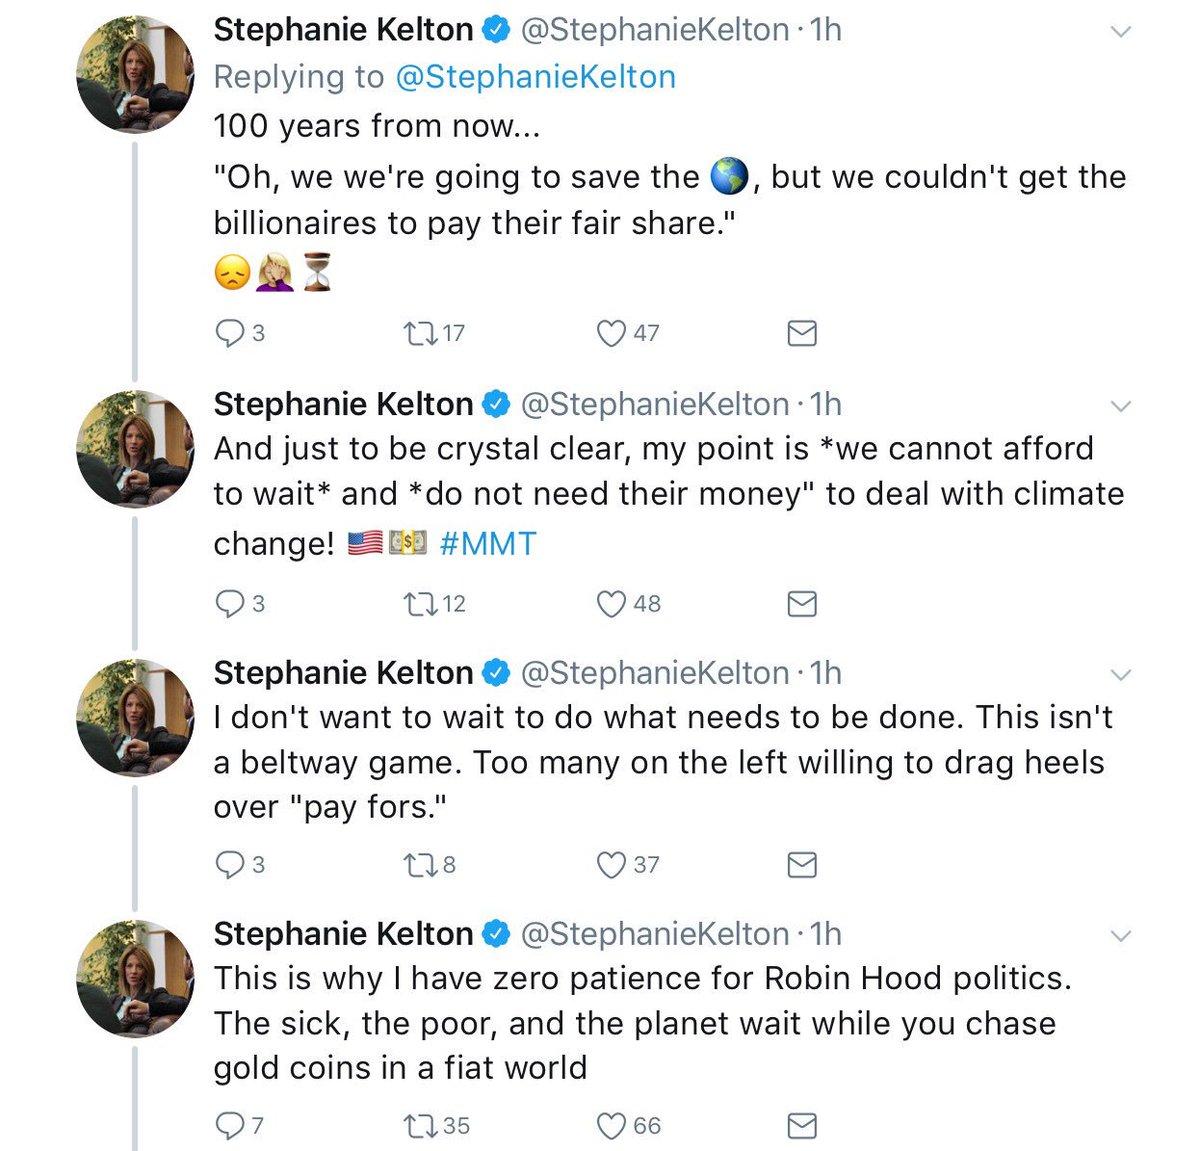 Stephanie Kelton @StephanieKelton · 1h
Replying to @StephanieKelton
100 years from now...
"Oh, we we're going to save the 🌎, but we couldn't get the
billionaires to pay their fair share."
😞🤦🏼‍♀️⏳
3 17 47
Stephanie Kelton @StephanieKelton · 1h
And just to be crystal clear, my point is *we cannot afford
to wait* and *do not need their money" to deal with climate
change! 🇺🇸💵 #MMT
3 12 48
Stephanie Kelton @StephanieKelton · 1h
I don't want to wait to do what needs to be done. This isn't
a beltway game. Too many on the left willing to drag heels
over "pay fors."
3 8 37
Stephanie Kelton @StephanieKelton · 1h
This is why I have zero patience for Robin Hood politics.
The sick, the poor, and the planet wait while you chase
gold coins in a fiat world
7 35 66